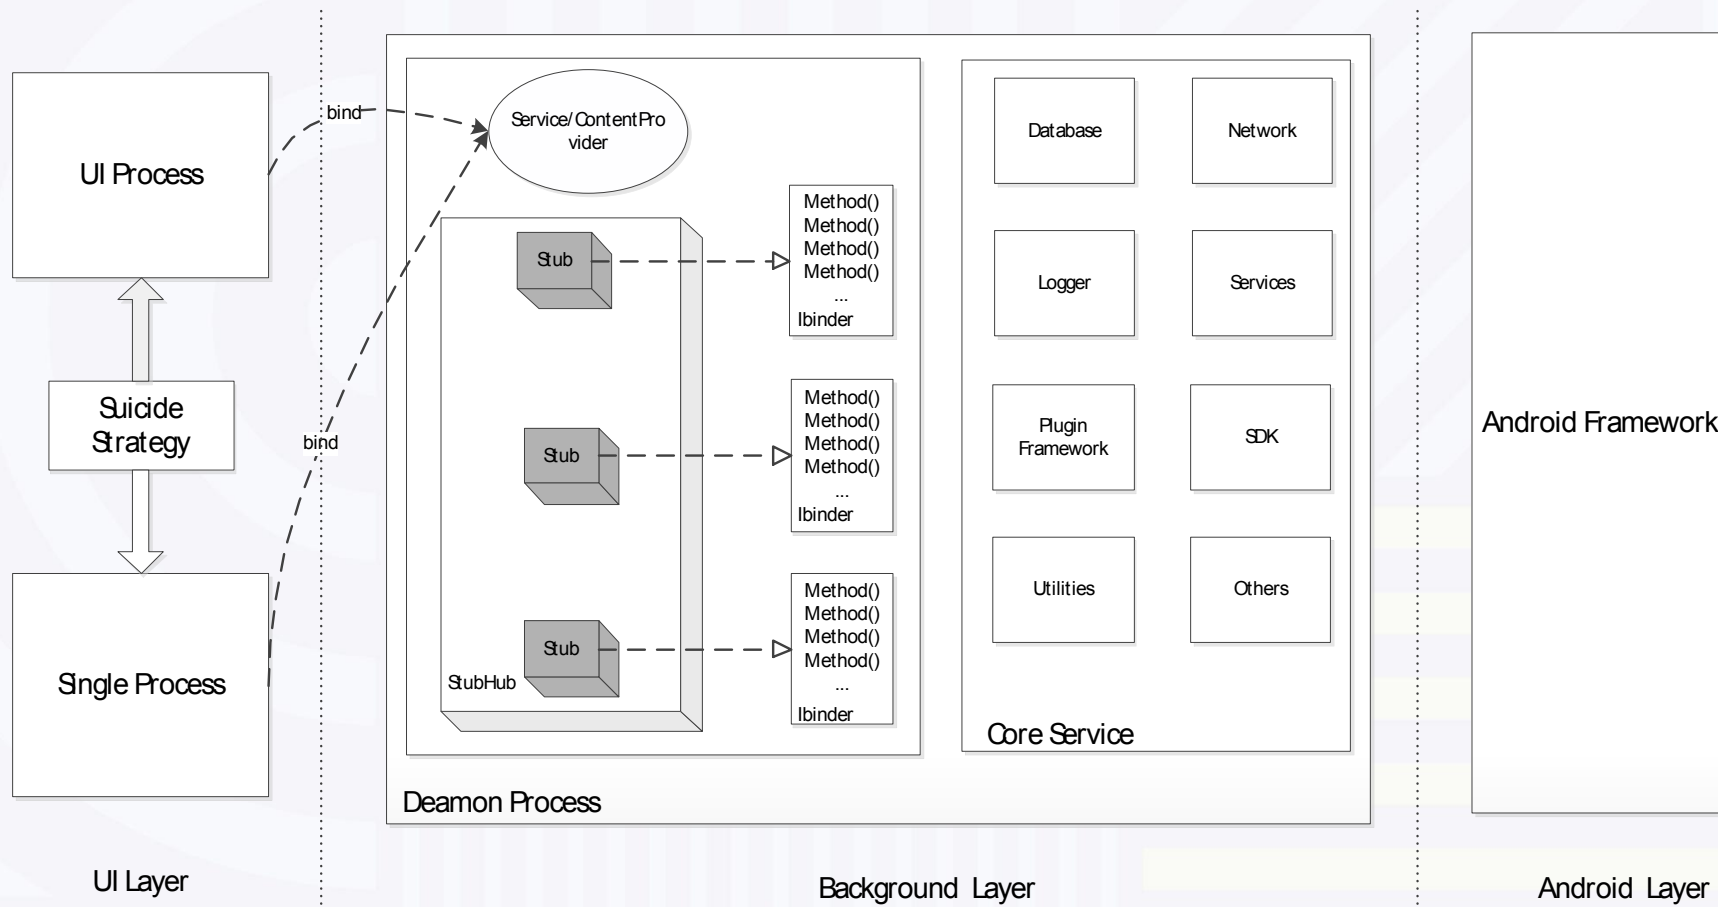 UI Process
Suicide
Strategy
Single Process
UI Layer
bind
bind
Service/ContentPro
vider
Stub
Stub
Stub
StubHub
Method()
Method()
Method()
Method()
...
Ibinder
Method()
Method()
Method()
Method()
...
Ibinder
Method()
Method()
Method()
Method()
...
Ibinder
Database
Network
Logger
Services
Plugin
Framework
SDK
Utilities
Others
Core Service
Deamon Process
Background Layer
Android Framework
Android Layer